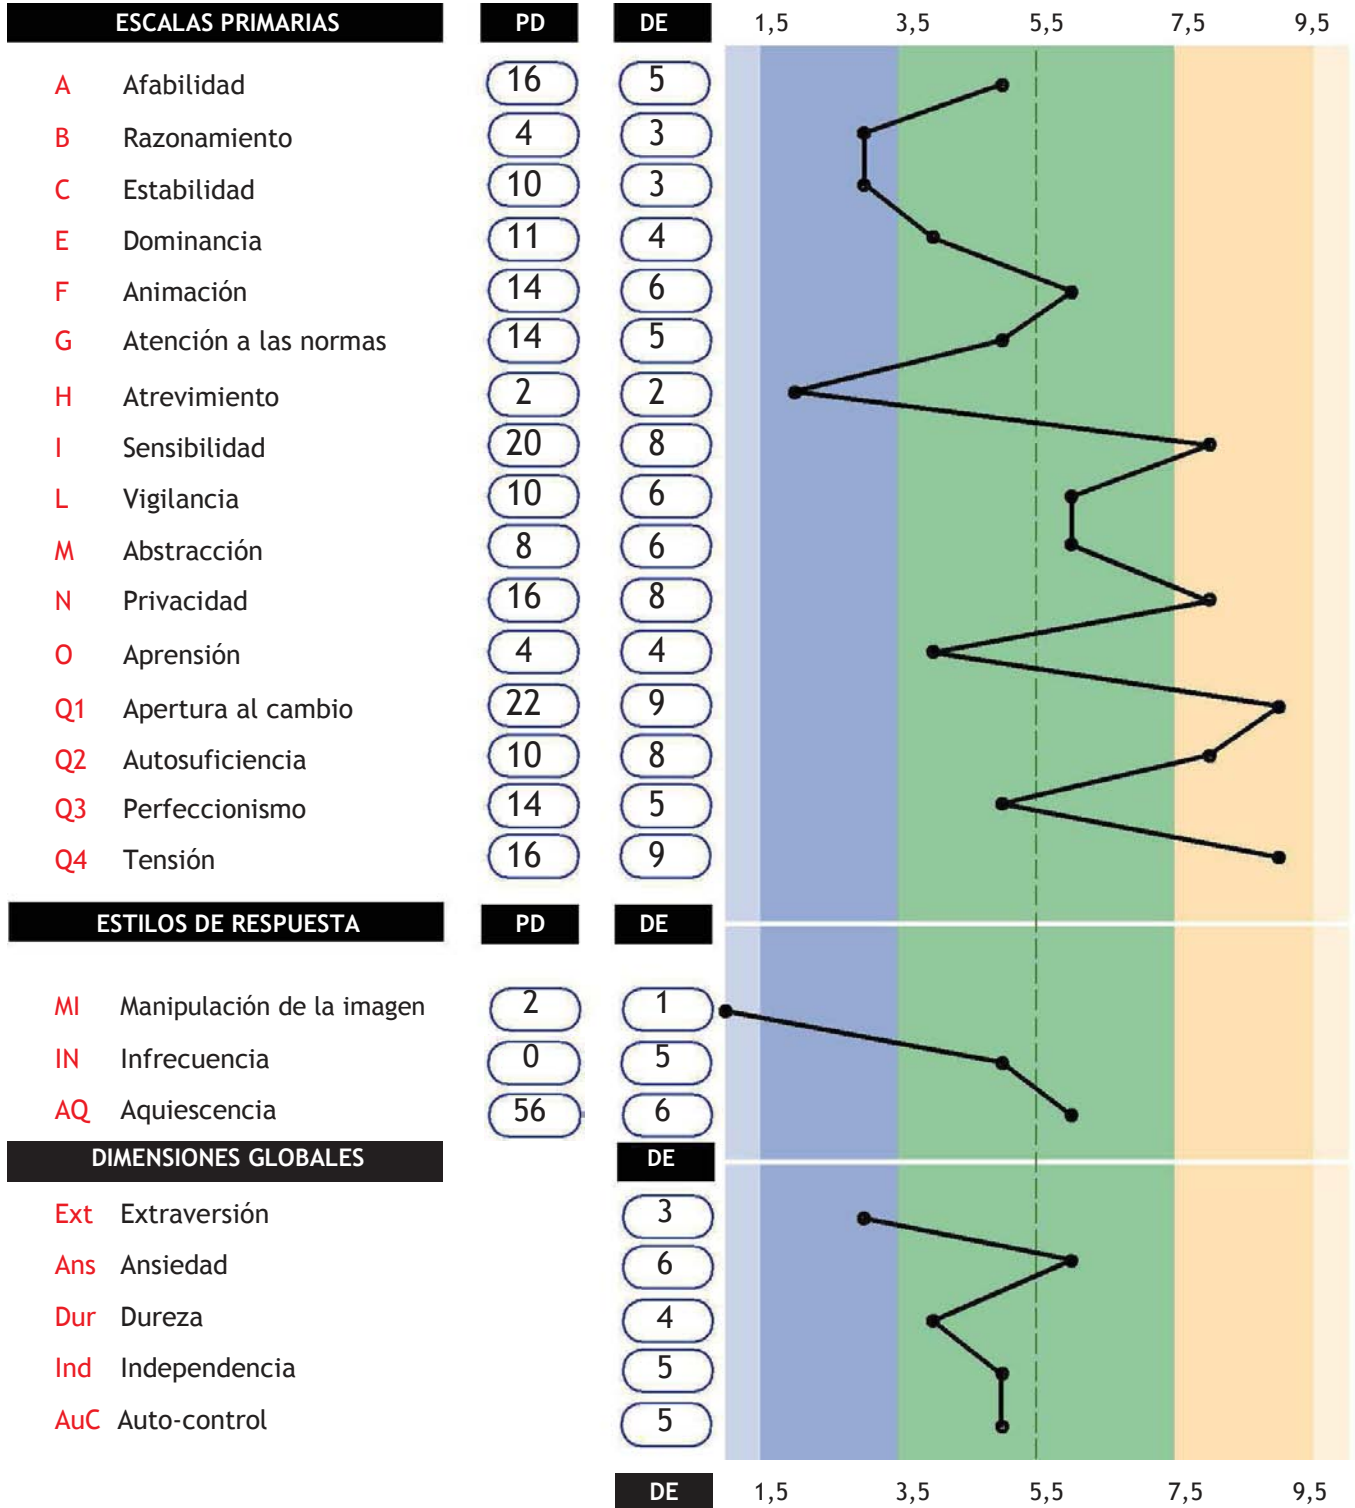 ESCALAS PRIMARIAS PD DE 1,5 3,5 5,5 7,5 9,5
A Afabilidad 16 5
B Razonamiento 4 3
C Estabilidad 10 3
E Dominancia 11 4
F Animación 14 6
G Atención a las normas 14 5
H Atrevimiento 2 2
I Sensibilidad 20 8
L Vigilancia 10 6
M Abstracción 8 6
N Privacidad 16 8
O Aprensión 4 4
Q1 Apertura al cambio 22 9
Q2 Autosuficiencia 10 8
Q3 Perfeccionismo 14 5
Q4 Tensión 16 9
ESTILOS DE RESPUESTA PD DE
MI Manipulación de la imagen 2 1
IN Infrecuencia 0 5
AQ Aquiescencia 56 6
DIMENSIONES GLOBALES DE
Ext Extraversión 3
Ans Ansiedad 6
Dur Dureza 4
Ind Independencia 5
AuC Auto-control 5
DE 1,5 3,5 5,5 7,5 9,5